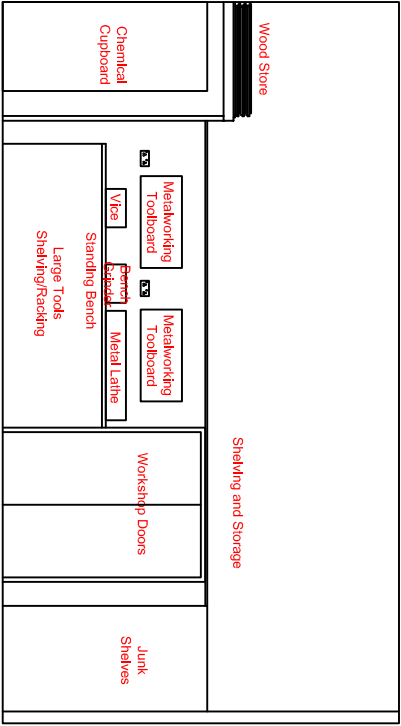 Wood Store
Chemical
Cupboard
Metalworking
Toolboard
Metalworking
Toolboard
Vice
Bench
Grinder
Metal Lathe
Standing Bench
Large Tools
Shelving/Racking
Shelving and Storage
Workshop Doors
Junk
Shelves